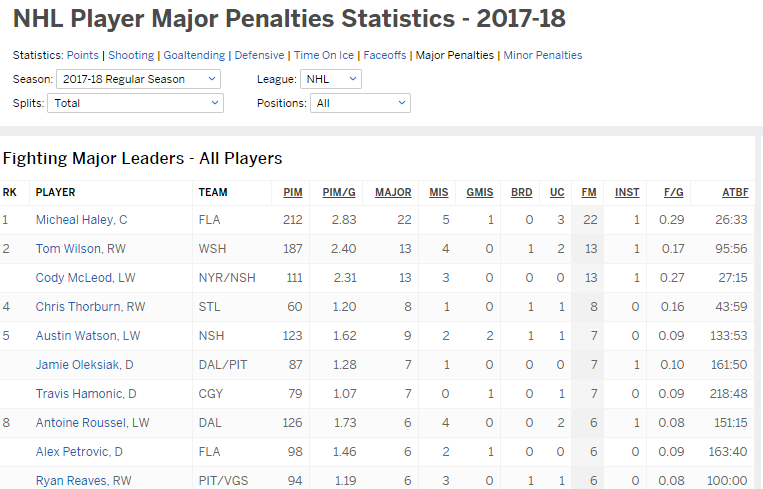 NHL Player Major Penalties Statistics - 2017-18
Statistics: Points | Shooting | Goaltending | Defensive | Time On Ice | Faceoffs | Major Penalties | Minor Penalties
Season: 2017-18 Regular Season League: NHL
Splits: Total Positions: All
Fighting Major Leaders - All Players
RK PLAYER TEAM PIM PIM/G MAJOR MIS GMIS BRD UC FM INST F/G ATBF
1 Micheal Haley, C FLA 212 2.83 22 5 1 0 3 22 1 0.29 26:33
2 Tom Wilson, RW WSH 187 2.40 13 4 0 1 2 13 1 0.17 95:56
Cody McLeod, LW NYR/NSH 111 2.31 13 3 0 0 0 13 1 0.27 27:15
4 Chris Thorburn, RW STL 60 1.20 8 1 0 1 1 8 0 0.16 43:59
5 Austin Watson, LW NSH 123 1.62 9 2 2 1 1 7 0 0.09 133:53
Jamie Oleksiak, D DAL/PIT 87 1.28 7 1 0 0 0 7 1 0.10 161:50
Travis Hamonic, D CGY 79 1.07 7 0 1 0 1 7 0 0.09 218:48
8 Antoine Roussel, LW DAL 126 1.73 6 4 0 0 2 6 1 0.08 151:15
Alex Petrovic, D FLA 98 1.46 6 2 1 0 0 6 0 0.09 163:40
Ryan Reaves, RW PIT/VGS 94 1.19 6 3 0 1 1 6 0 0.08 100:00